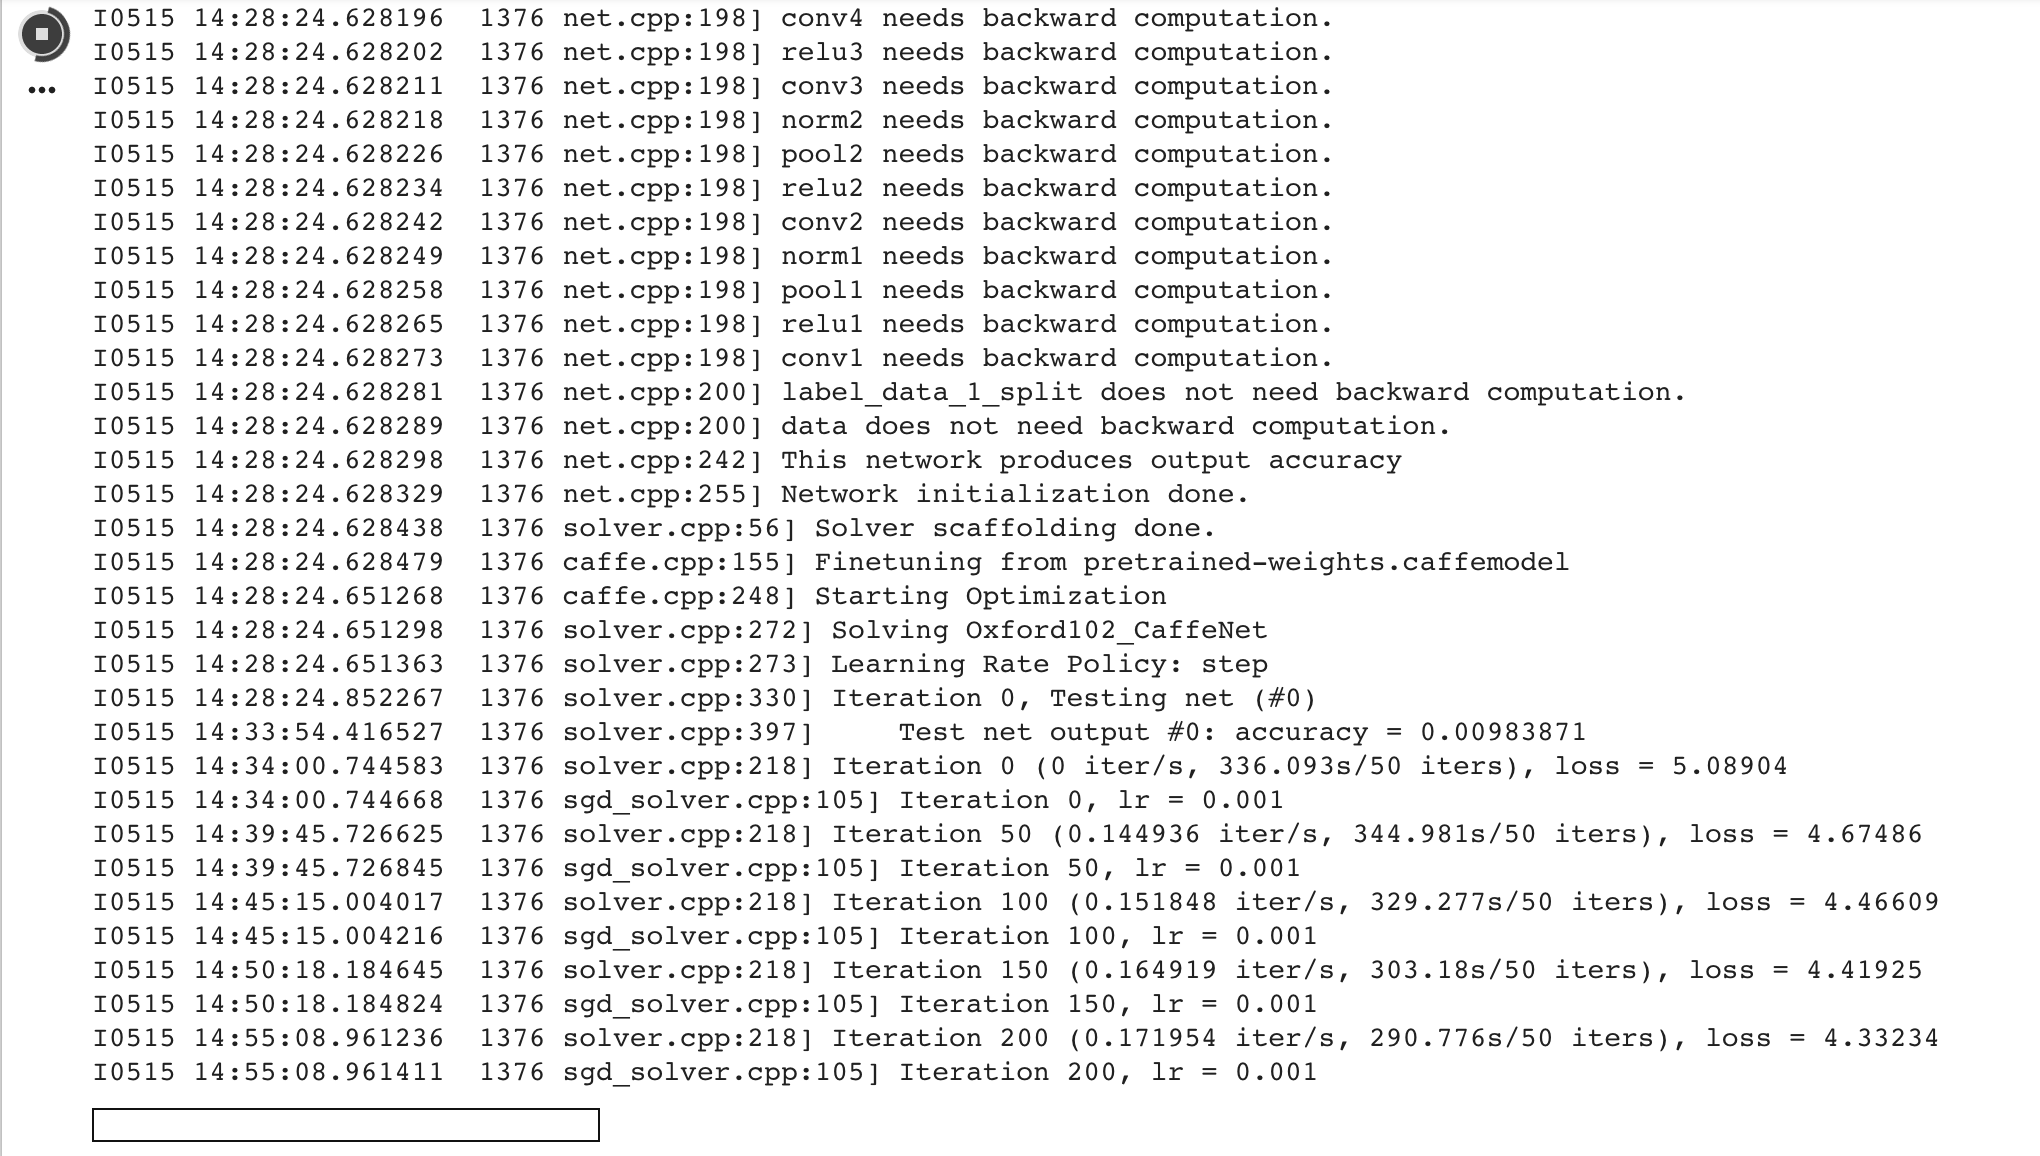 I0515 14:28:24.628196  1376 net.cpp:198] conv4 needs backward computation.
I0515 14:28:24.628202  1376 net.cpp:198] relu3 needs backward computation.
I0515 14:28:24.628211  1376 net.cpp:198] conv3 needs backward computation.
I0515 14:28:24.628218  1376 net.cpp:198] norm2 needs backward computation.
I0515 14:28:24.628226  1376 net.cpp:198] pool2 needs backward computation.
I0515 14:28:24.628234  1376 net.cpp:198] relu2 needs backward computation.
I0515 14:28:24.628242  1376 net.cpp:198] conv2 needs backward computation.
I0515 14:28:24.628249  1376 net.cpp:198] norm1 needs backward computation.
I0515 14:28:24.628258  1376 net.cpp:198] pool1 needs backward computation.
I0515 14:28:24.628265  1376 net.cpp:198] relu1 needs backward computation.
I0515 14:28:24.628273  1376 net.cpp:198] conv1 needs backward computation.
I0515 14:28:24.628281  1376 net.cpp:200] label_data_1_split does not need backward computation.
I0515 14:28:24.628289  1376 net.cpp:200] data does not need backward computation.
I0515 14:28:24.628298  1376 net.cpp:242] This network produces output accuracy
I0515 14:28:24.628329  1376 net.cpp:255] Network initialization done.
I0515 14:28:24.628438  1376 solver.cpp:56] Solver scaffolding done.
I0515 14:28:24.628479  1376 caffe.cpp:155] Finetuning from pretrained-weights.caffemodel
I0515 14:28:24.651268  1376 caffe.cpp:248] Starting Optimization
I0515 14:28:24.651298  1376 solver.cpp:272] Solving Oxford102_CaffeNet
I0515 14:28:24.651363  1376 solver.cpp:273] Learning Rate Policy: step
I0515 14:28:24.852267  1376 solver.cpp:330] Iteration 0, Testing net (#0)
I0515 14:33:54.416527  1376 solver.cpp:397]     Test net output #0: accuracy = 0.00983871
I0515 14:34:00.744583  1376 solver.cpp:218] Iteration 0 (0 iter/s, 336.093s/50 iters), loss = 5.08904
I0515 14:34:00.744668  1376 sgd_solver.cpp:105] Iteration 0, lr = 0.001
I0515 14:39:45.726625  1376 solver.cpp:218] Iteration 50 (0.144936 iter/s, 344.981s/50 iters), loss = 4.67486
I0515 14:39:45.726845  1376 sgd_solver.cpp:105] Iteration 50, lr = 0.001
I0515 14:45:15.004017  1376 solver.cpp:218] Iteration 100 (0.151848 iter/s, 329.277s/50 iters), loss = 4.46609
I0515 14:45:15.004216  1376 sgd_solver.cpp:105] Iteration 100, lr = 0.001
I0515 14:50:18.184645  1376 solver.cpp:218] Iteration 150 (0.164919 iter/s, 303.18s/50 iters), loss = 4.41925
I0515 14:50:18.184824  1376 sgd_solver.cpp:105] Iteration 150, lr = 0.001
I0515 14:55:08.961236  1376 solver.cpp:218] Iteration 200 (0.171954 iter/s, 290.776s/50 iters), loss = 4.33234
I0515 14:55:08.961411  1376 sgd_solver.cpp:105] Iteration 200, lr = 0.001